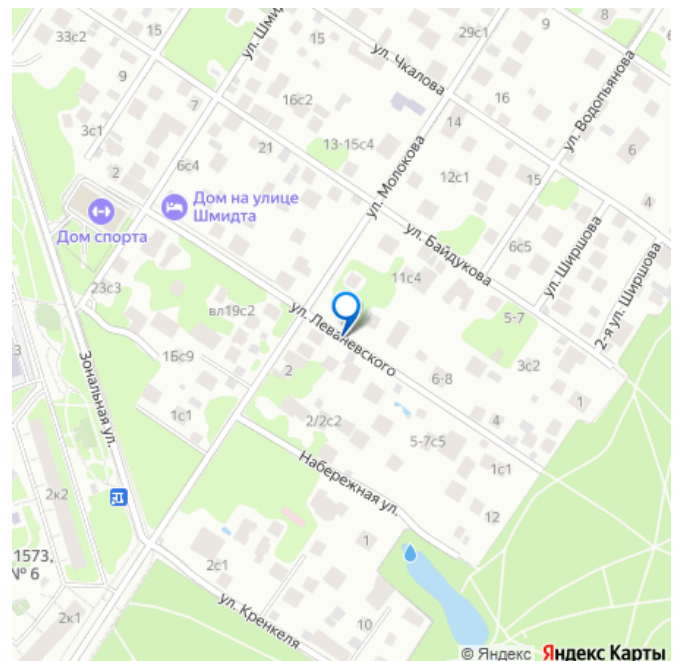 33с2
15
ул. Шмидта
15
29с1
9
8
9
ул. Чкалова
ул. Водопьянова
7
16с2
16
3с1
13-15с4
14
6
21
2
6с4
ул. Молокова
12с1
15
4
Дом на улице
Шмидта
Дом спорта
ул. Байдукова
6с5
ул. Ширшова
2-я ул. Ширшова
11с4
23с3
вл19с2
ул. Леваневского
5-7
3
1Бс9
2
3с2
Зональная ул.
6-8
1
1с1
2/2с2
4
5-7с5
1с1
Набережная ул.
2к2
12
1573,
№ 6
1
2с1
2к1
ул. Кренкеля
10
© Яндекс Яндекс Карты